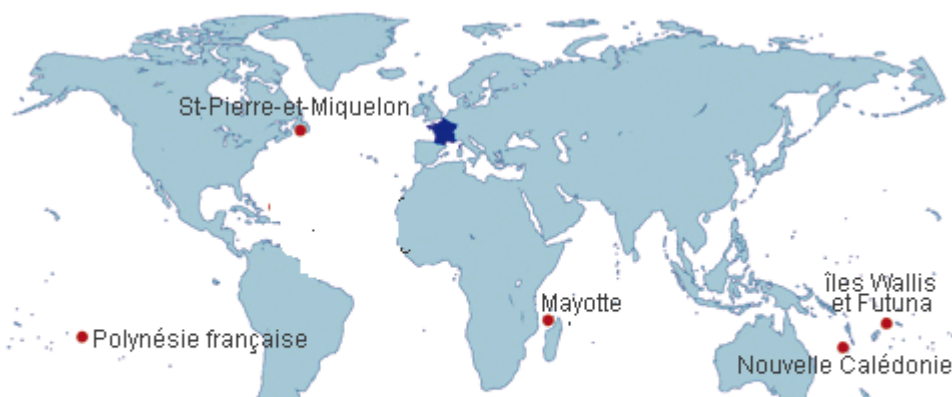 St-Pierre-et-Miquelon
îles Wallis
et Futuna
Mayotte
Polynésie française
Nouvelle Calédonie